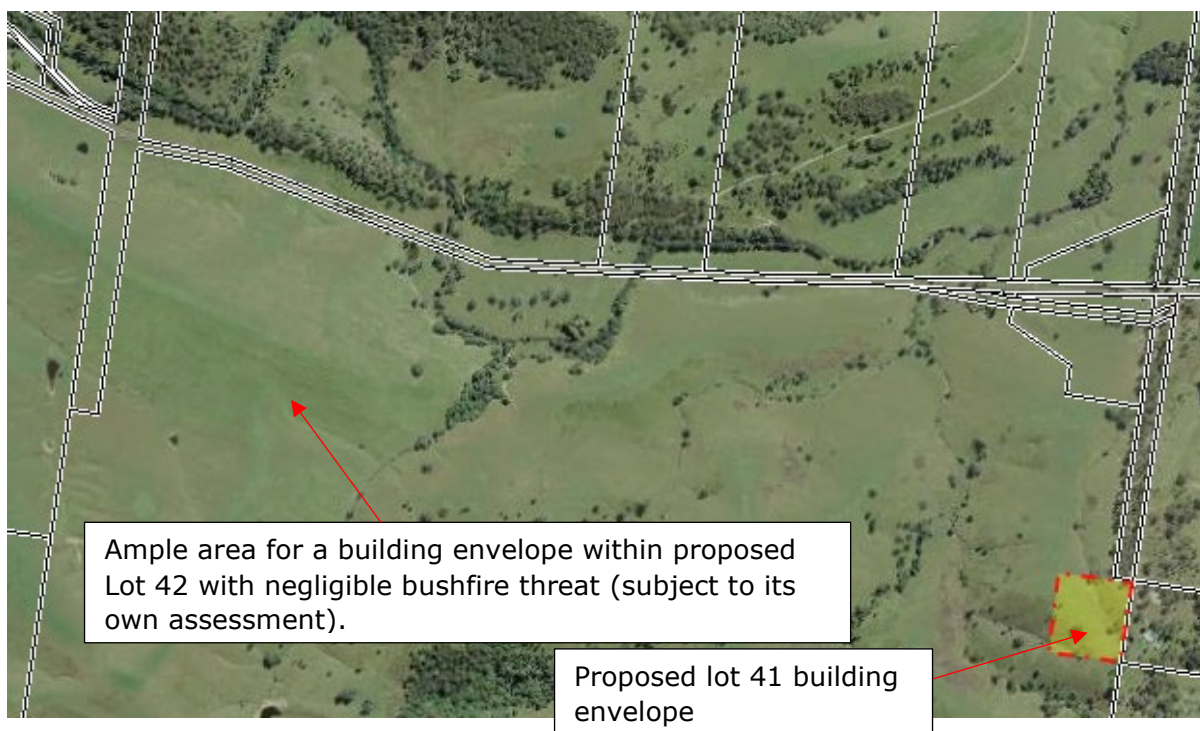 Ample area for a building envelope within proposed
Lot 42 with negligible bushfire threat (subject to its
own assessment).
Proposed lot 41 building
envelope